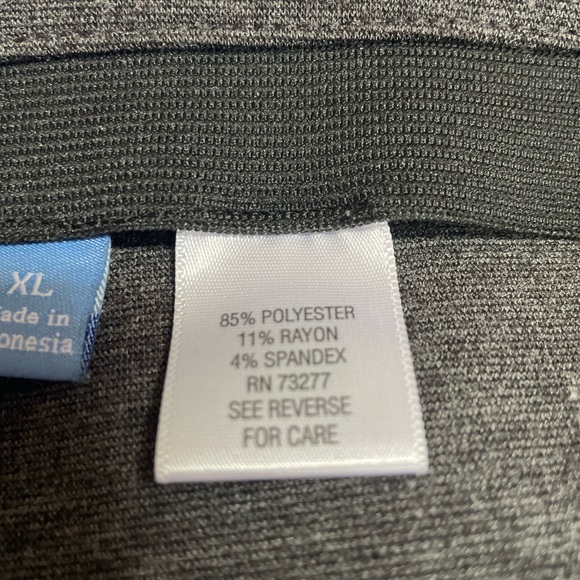 XL
ade in
onesia
85% POLYESTER
11% RAYON
4% SPANDEX
RN 73277
SEE REVERSE
FOR CARE